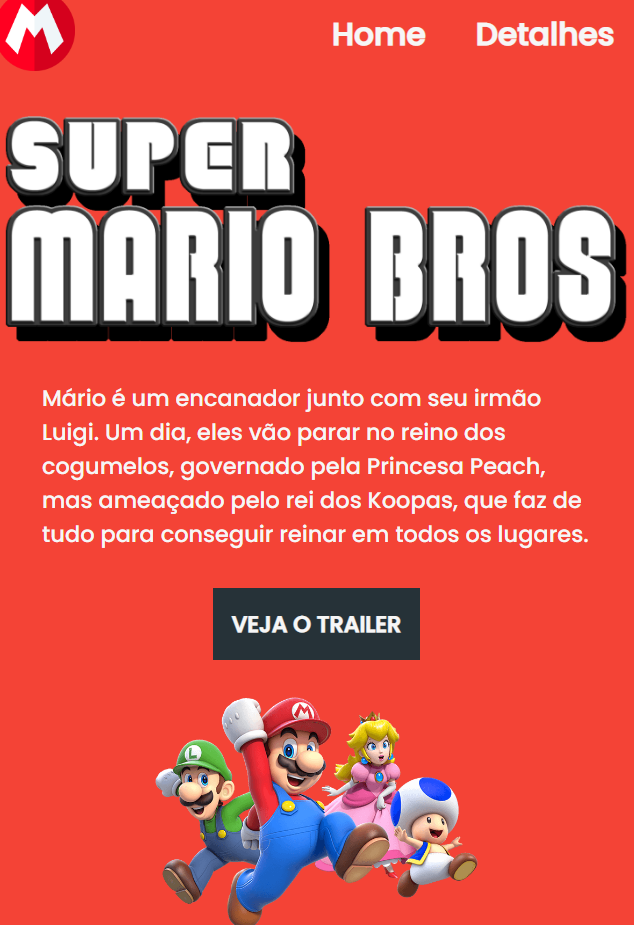 M
Home Detalhes
SUPER
MARIO BROS
Mário é um encanador junto com seu irmão
Luigi. Um dia, eles vão parar no reino dos
cogumelos, governado pela Princesa Peach,
mas ameaçado pelo rei dos Koopas, que faz de
tudo para conseguir reinar em todos os lugares.
VEJA O TRAILER
M
L